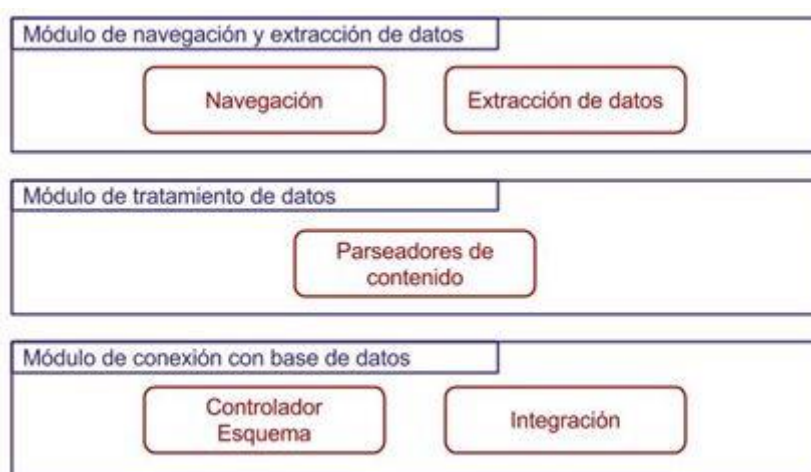 Módulo de navegación y extracción de datos
Navegación
Extracción de datos
Módulo de tratamiento de datos
Parseadores de
contenido
Módulo de conexión con base de datos
Controlador
Esquema
Integración